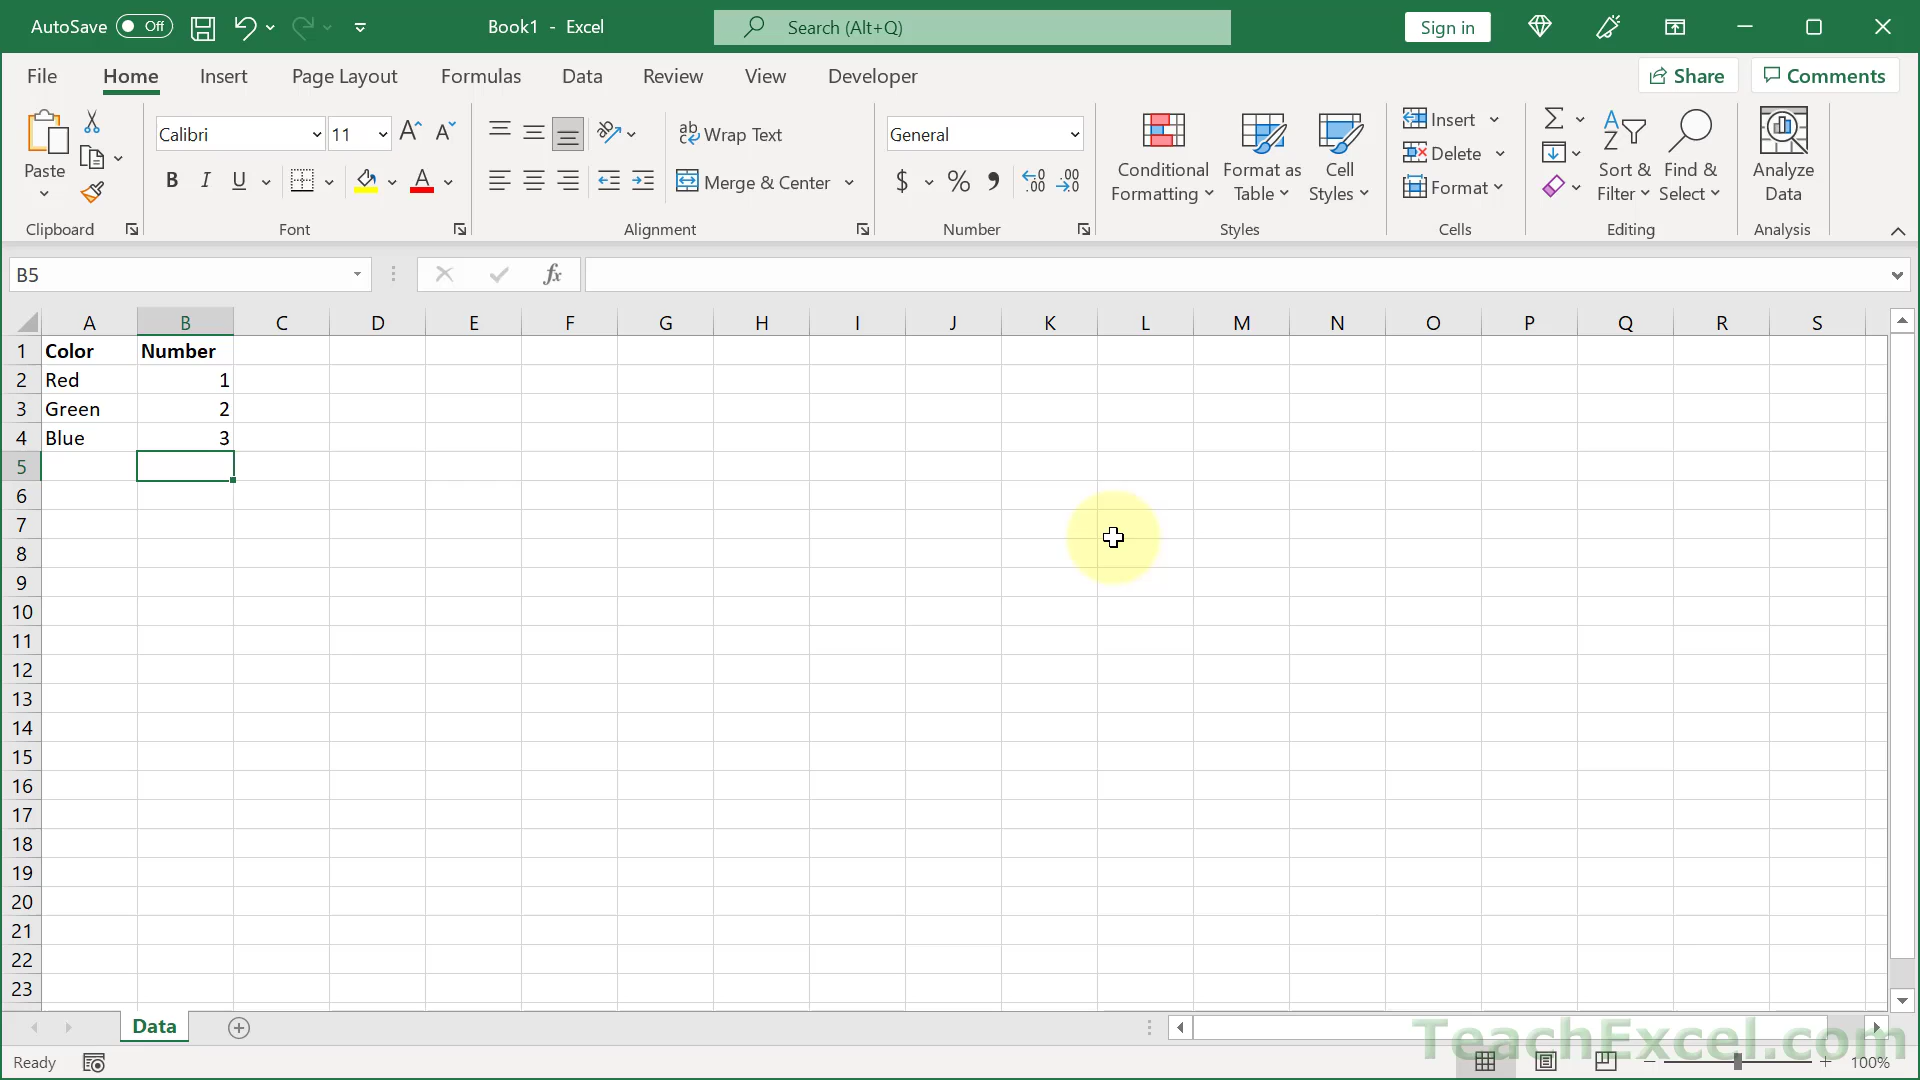 AutoSave Off Book1 - Excel Search (Alt+Q) Sign in
File Home Insert Page Layout Formulas Data Review View Developer Share Comments
Paste Calibri 11 A A ab Wrap Text General Conditional Formatting Format as Table Cell Styles Insert Delete Format Sort & Filter Find & Select Analyze Data
B I U A Merge & Center $ % , .00 .00
Clipboard Font Alignment Number Styles Cells Editing Analysis
B5 fx
A B C D E F G H I J K L M N O P Q R S
1 Color Number
2 Red 1
3 Green 2
4 Blue 3
5
6
7
8
9
10
11
12
13
14
15
16
17
18
19
20
21
22
23
Data
TeachExcel.com
Ready 100%